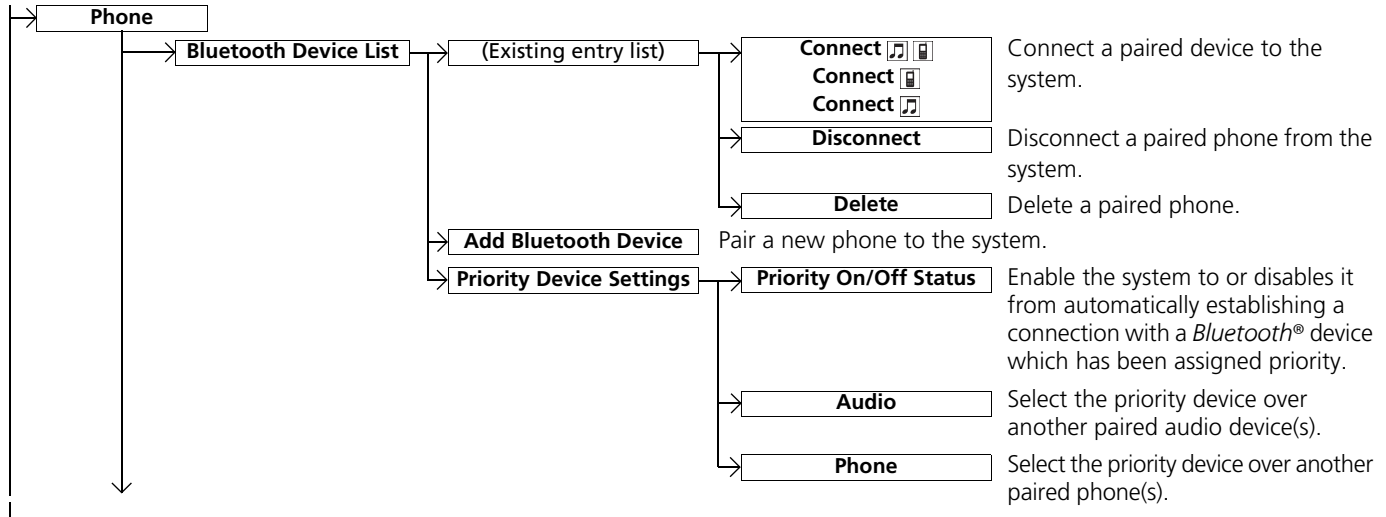 Phone
Bluetooth Device List
(Existing entry list)
Connect
Connect
Connect
Connect a paired device to the
system.
Disconnect
Disconnect a paired phone from the
system.
Delete
Delete a paired phone.
Add Bluetooth Device
Pair a new phone to the system.
Priority Device Settings
Priority On/Off Status
Enable the system to or disables it
from automatically establishing a
connection with a Bluetooth® device
which has been assigned priority.
Audio
Select the priority device over
another paired audio device(s).
Phone
Select the priority device over another
paired phone(s).